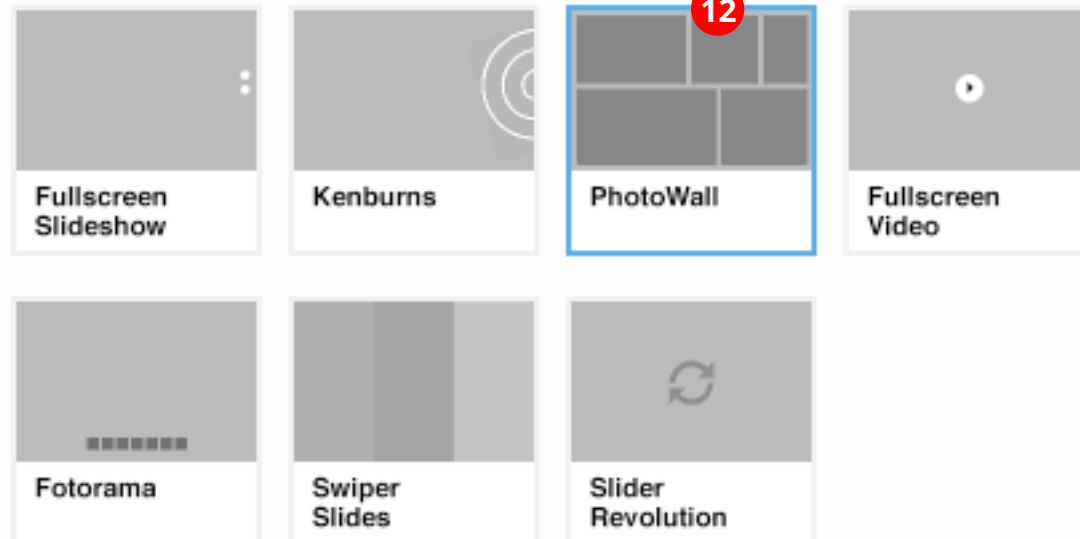 12
Fullscreen
Slideshow
Kenburns
PhotoWall
Fullscreen
Video
Fotorama
Swiper
Slides
Slider
Revolution